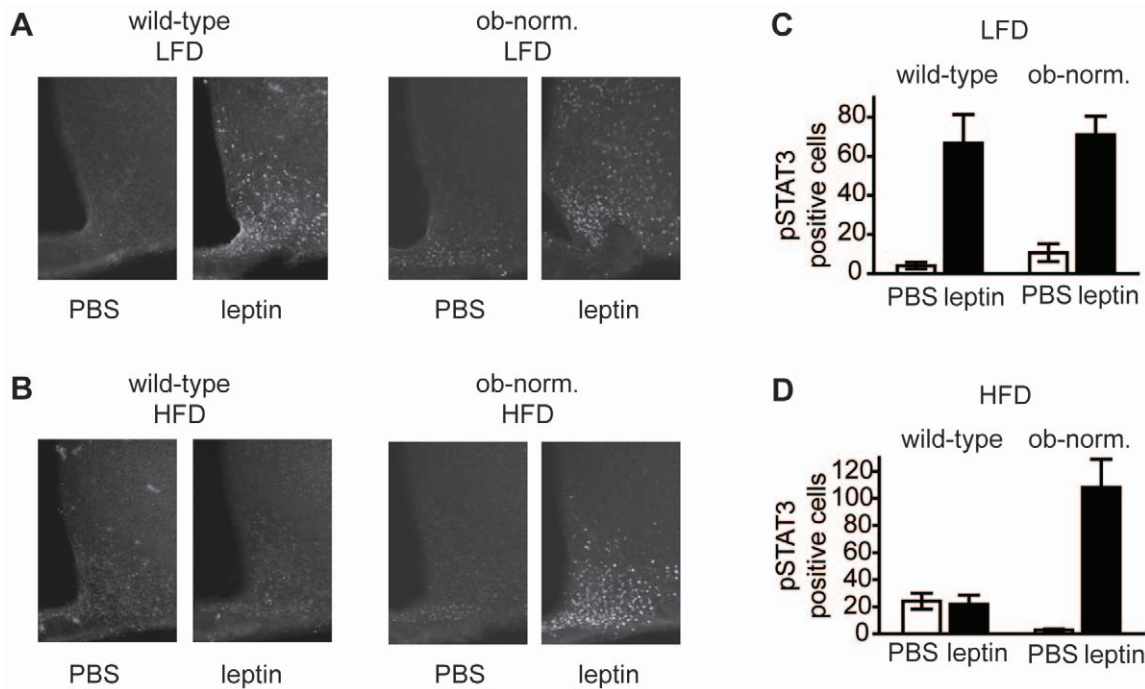 A
wild-type
LFD
ob-norm.
LFD
PBS
leptin
PBS
leptin
B
wild-type
HFD
ob-norm.
HFD
PBS
leptin
PBS
leptin
C
LFD
wild-type
ob-norm.
pSTAT3
positive cells
80
60
40
20
0
PBS leptin
PBS leptin
D
HFD
wild-type
ob-norm.
pSTAT3
positive cells
120
100
80
60
40
20
0
PBS leptin
PBS leptin